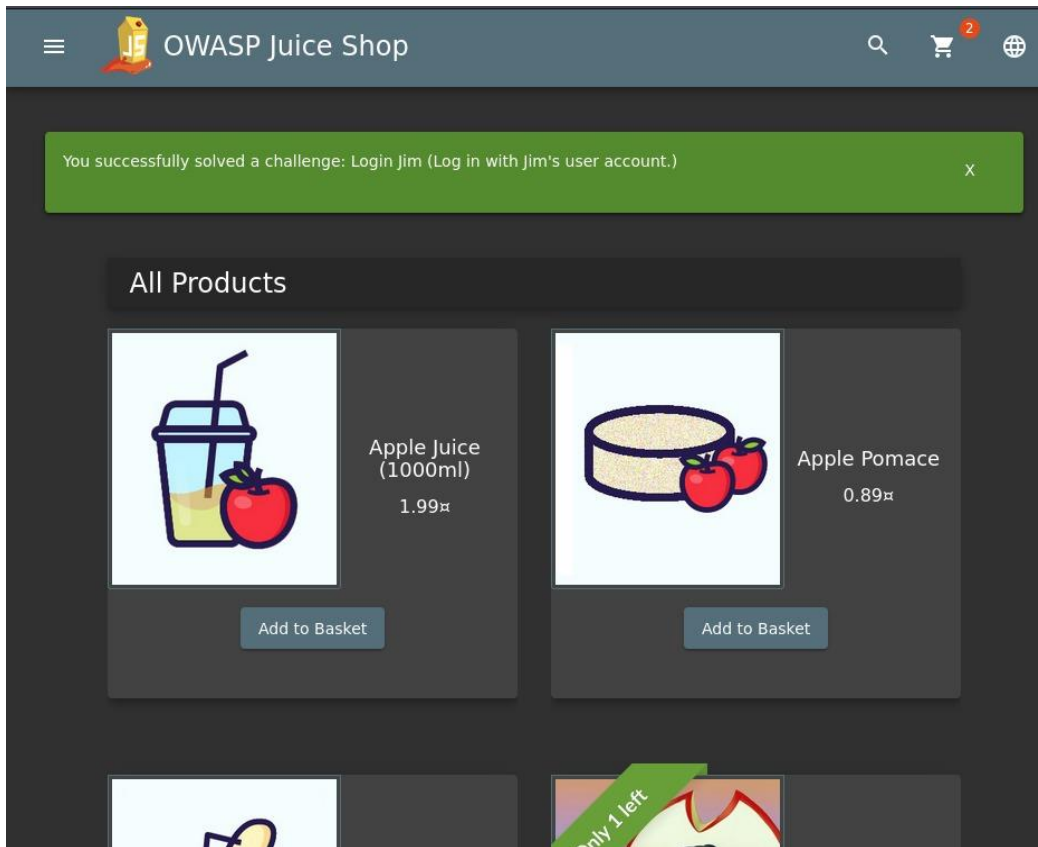 JS OWASP Juice Shop 2
You successfully solved a challenge: Login Jim (Log in with Jim's user account.) X
All Products
Apple Juice
(1000ml)
1.99¤
Add to Basket
Apple Pomace
0.89¤
Add to Basket
Only 1 left